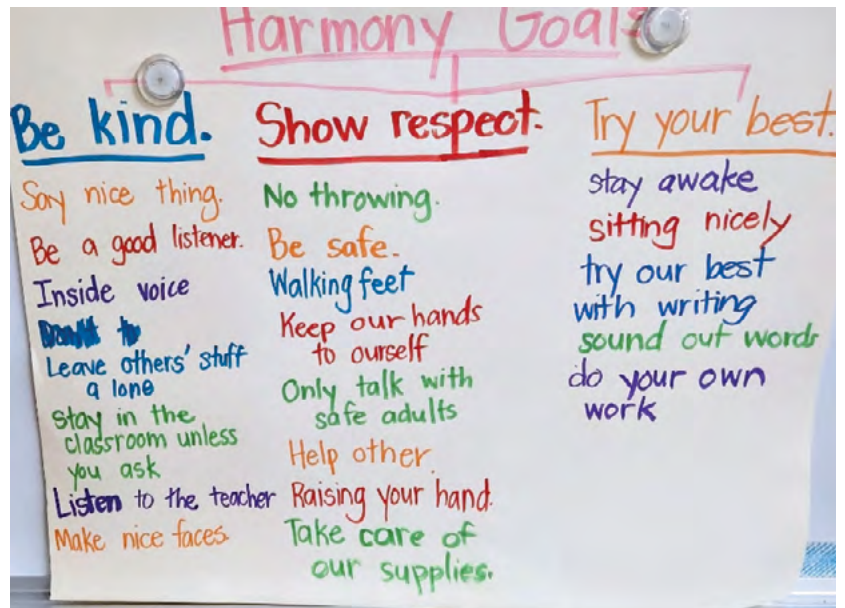 Harmony Goals
Be kind.
Say nice thing.
Be a good listener.
Inside voice
Leave others' stuff
a lone
Stay in the
classroom unless
you ask
Listen to the teacher
Make nice faces.
Show respect.
No throwing.
Be safe.
Walking feet
Keep our hands
to ourself
Only talk with
safe adults
Help other.
Raising your hand.
Take care of
our supplies.
Try your best.
stay awake
sitting nicely
try our best
with writing
sound out words
do your own
work